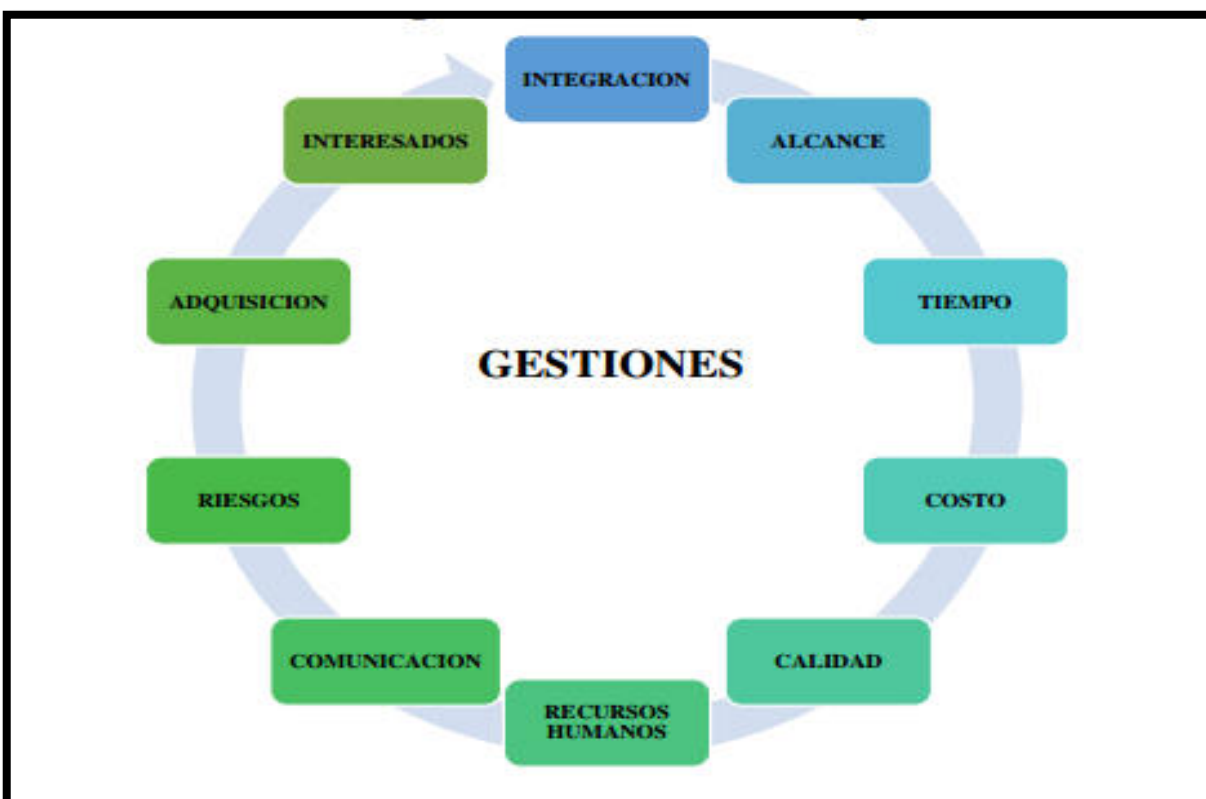 INTEGRACION
ALCANCE
TIEMPO
COSTO
CALIDAD
RECURSOS
HUMANOS
COMUNICACION
RIESGOS
ADQUISICION
INTERESADOS
GESTIONES